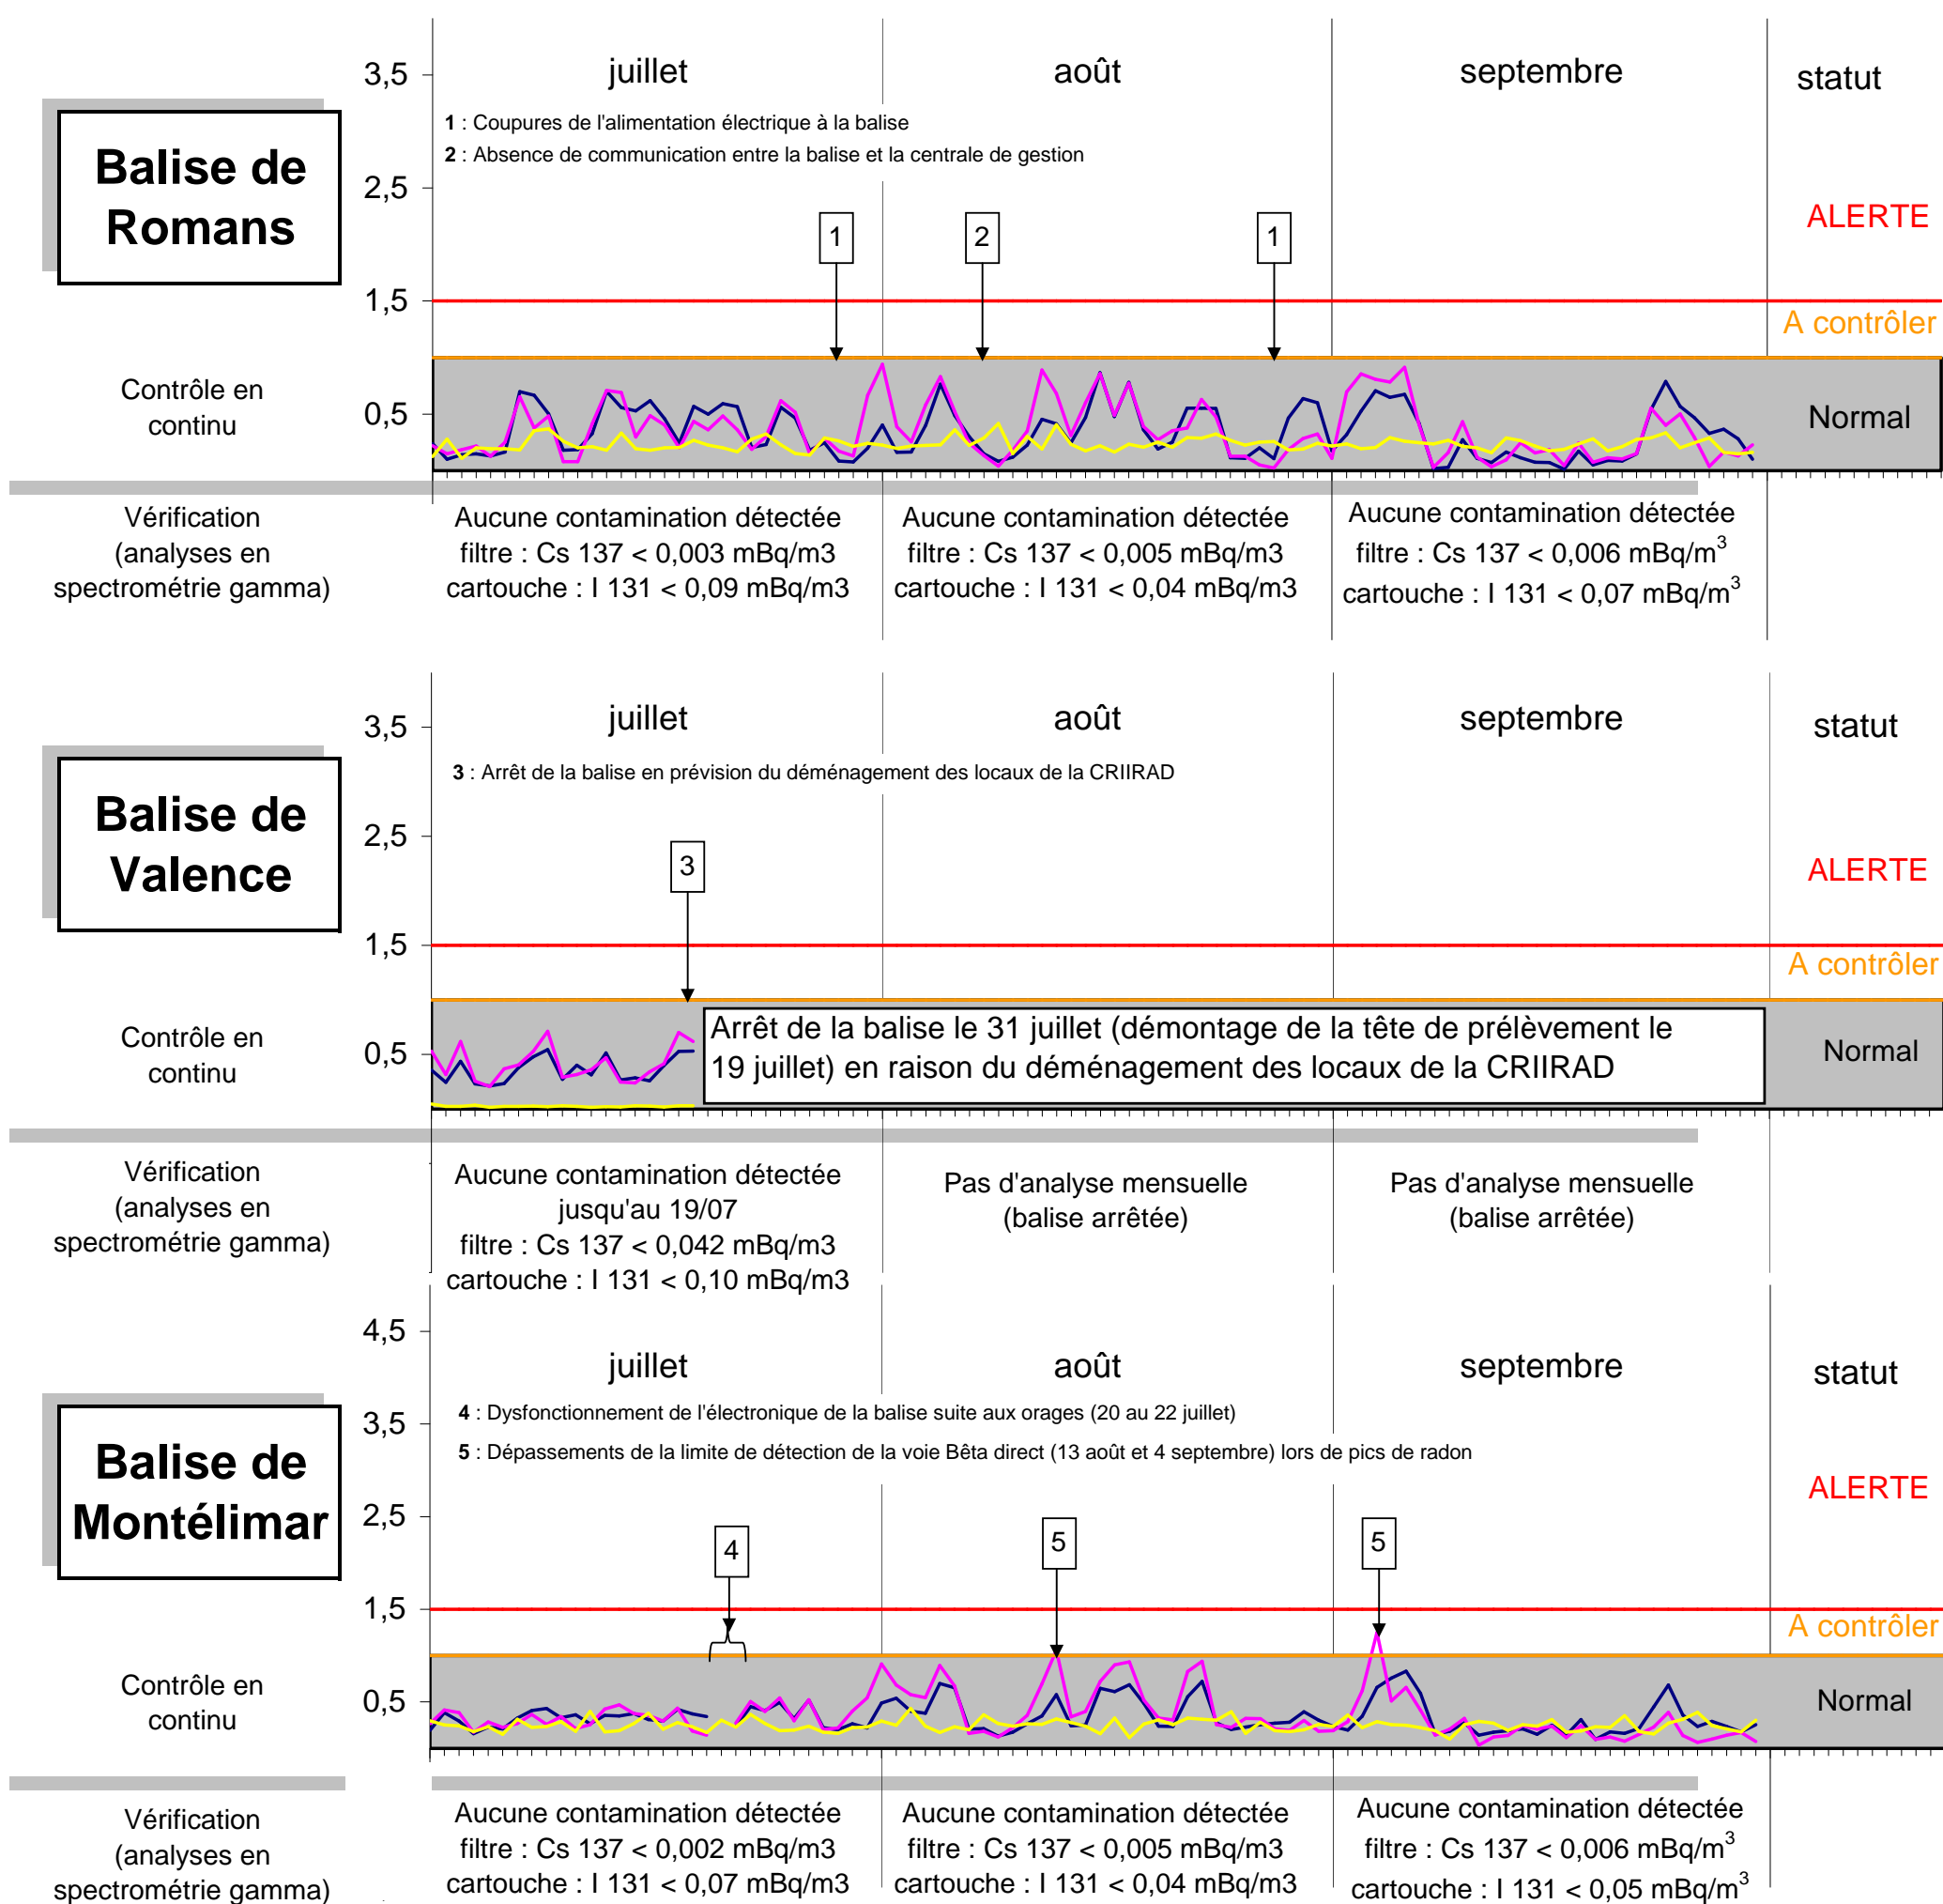 juillet août septembre statut
3,5
1 : Coupures de l'alimentation électrique à la balise
2 : Absence de communication entre la balise et la centrale de gestion
Balise de
Romans
2,5
ALERTE
1 2 1
1,5
A contrôler
Contrôle en
continu
0,5
Normal
Vérification
(analyses en
spectrométrie gamma)
Aucune contamination détectée
filtre : Cs 137 < 0,003 mBq/m3
cartouche : I 131 < 0,09 mBq/m3
Aucune contamination détectée
filtre : Cs 137 < 0,005 mBq/m3
cartouche : I 131 < 0,04 mBq/m3
Aucune contamination détectée
filtre : Cs 137 < 0,006 mBq/m³
cartouche : I 131 < 0,07 mBq/m³
juillet août septembre statut
3,5
3 : Arrêt de la balise en prévision du déménagement des locaux de la CRIIRAD
Balise de
Valence
2,5
3
ALERTE
1,5
A contrôler
Contrôle en
continu
0,5
Arrêt de la balise le 31 juillet (démontage de la tête de prélèvement le
19 juillet) en raison du déménagement des locaux de la CRIIRAD
Normal
Vérification
(analyses en
spectrométrie gamma)
Aucune contamination détectée
jusqu'au 19/07
filtre : Cs 137 < 0,042 mBq/m3
cartouche : I 131 < 0,10 mBq/m3
Pas d'analyse mensuelle
(balise arrêtée)
Pas d'analyse mensuelle
(balise arrêtée)
4,5
juillet août septembre statut
4 : Dysfonctionnement de l'électronique de la balise suite aux orages (20 au 22 juillet)
3,5
5 : Dépassements de la limite de détection de la voie Bêta direct (13 août et 4 septembre) lors de pics de radon
Balise de
Montélimar
2,5
ALERTE
4 5 5
1,5
A contrôler
Contrôle en
continu
0,5
Normal
Vérification
(analyses en
spectrométrie gamma)
Aucune contamination détectée
filtre : Cs 137 < 0,002 mBq/m3
cartouche : I 131 < 0,07 mBq/m3
Aucune contamination détectée
filtre : Cs 137 < 0,005 mBq/m3
cartouche : I 131 < 0,04 mBq/m3
Aucune contamination détectée
filtre : Cs 137 < 0,006 mBq/m³
cartouche : I 131 < 0,05 mBq/m³